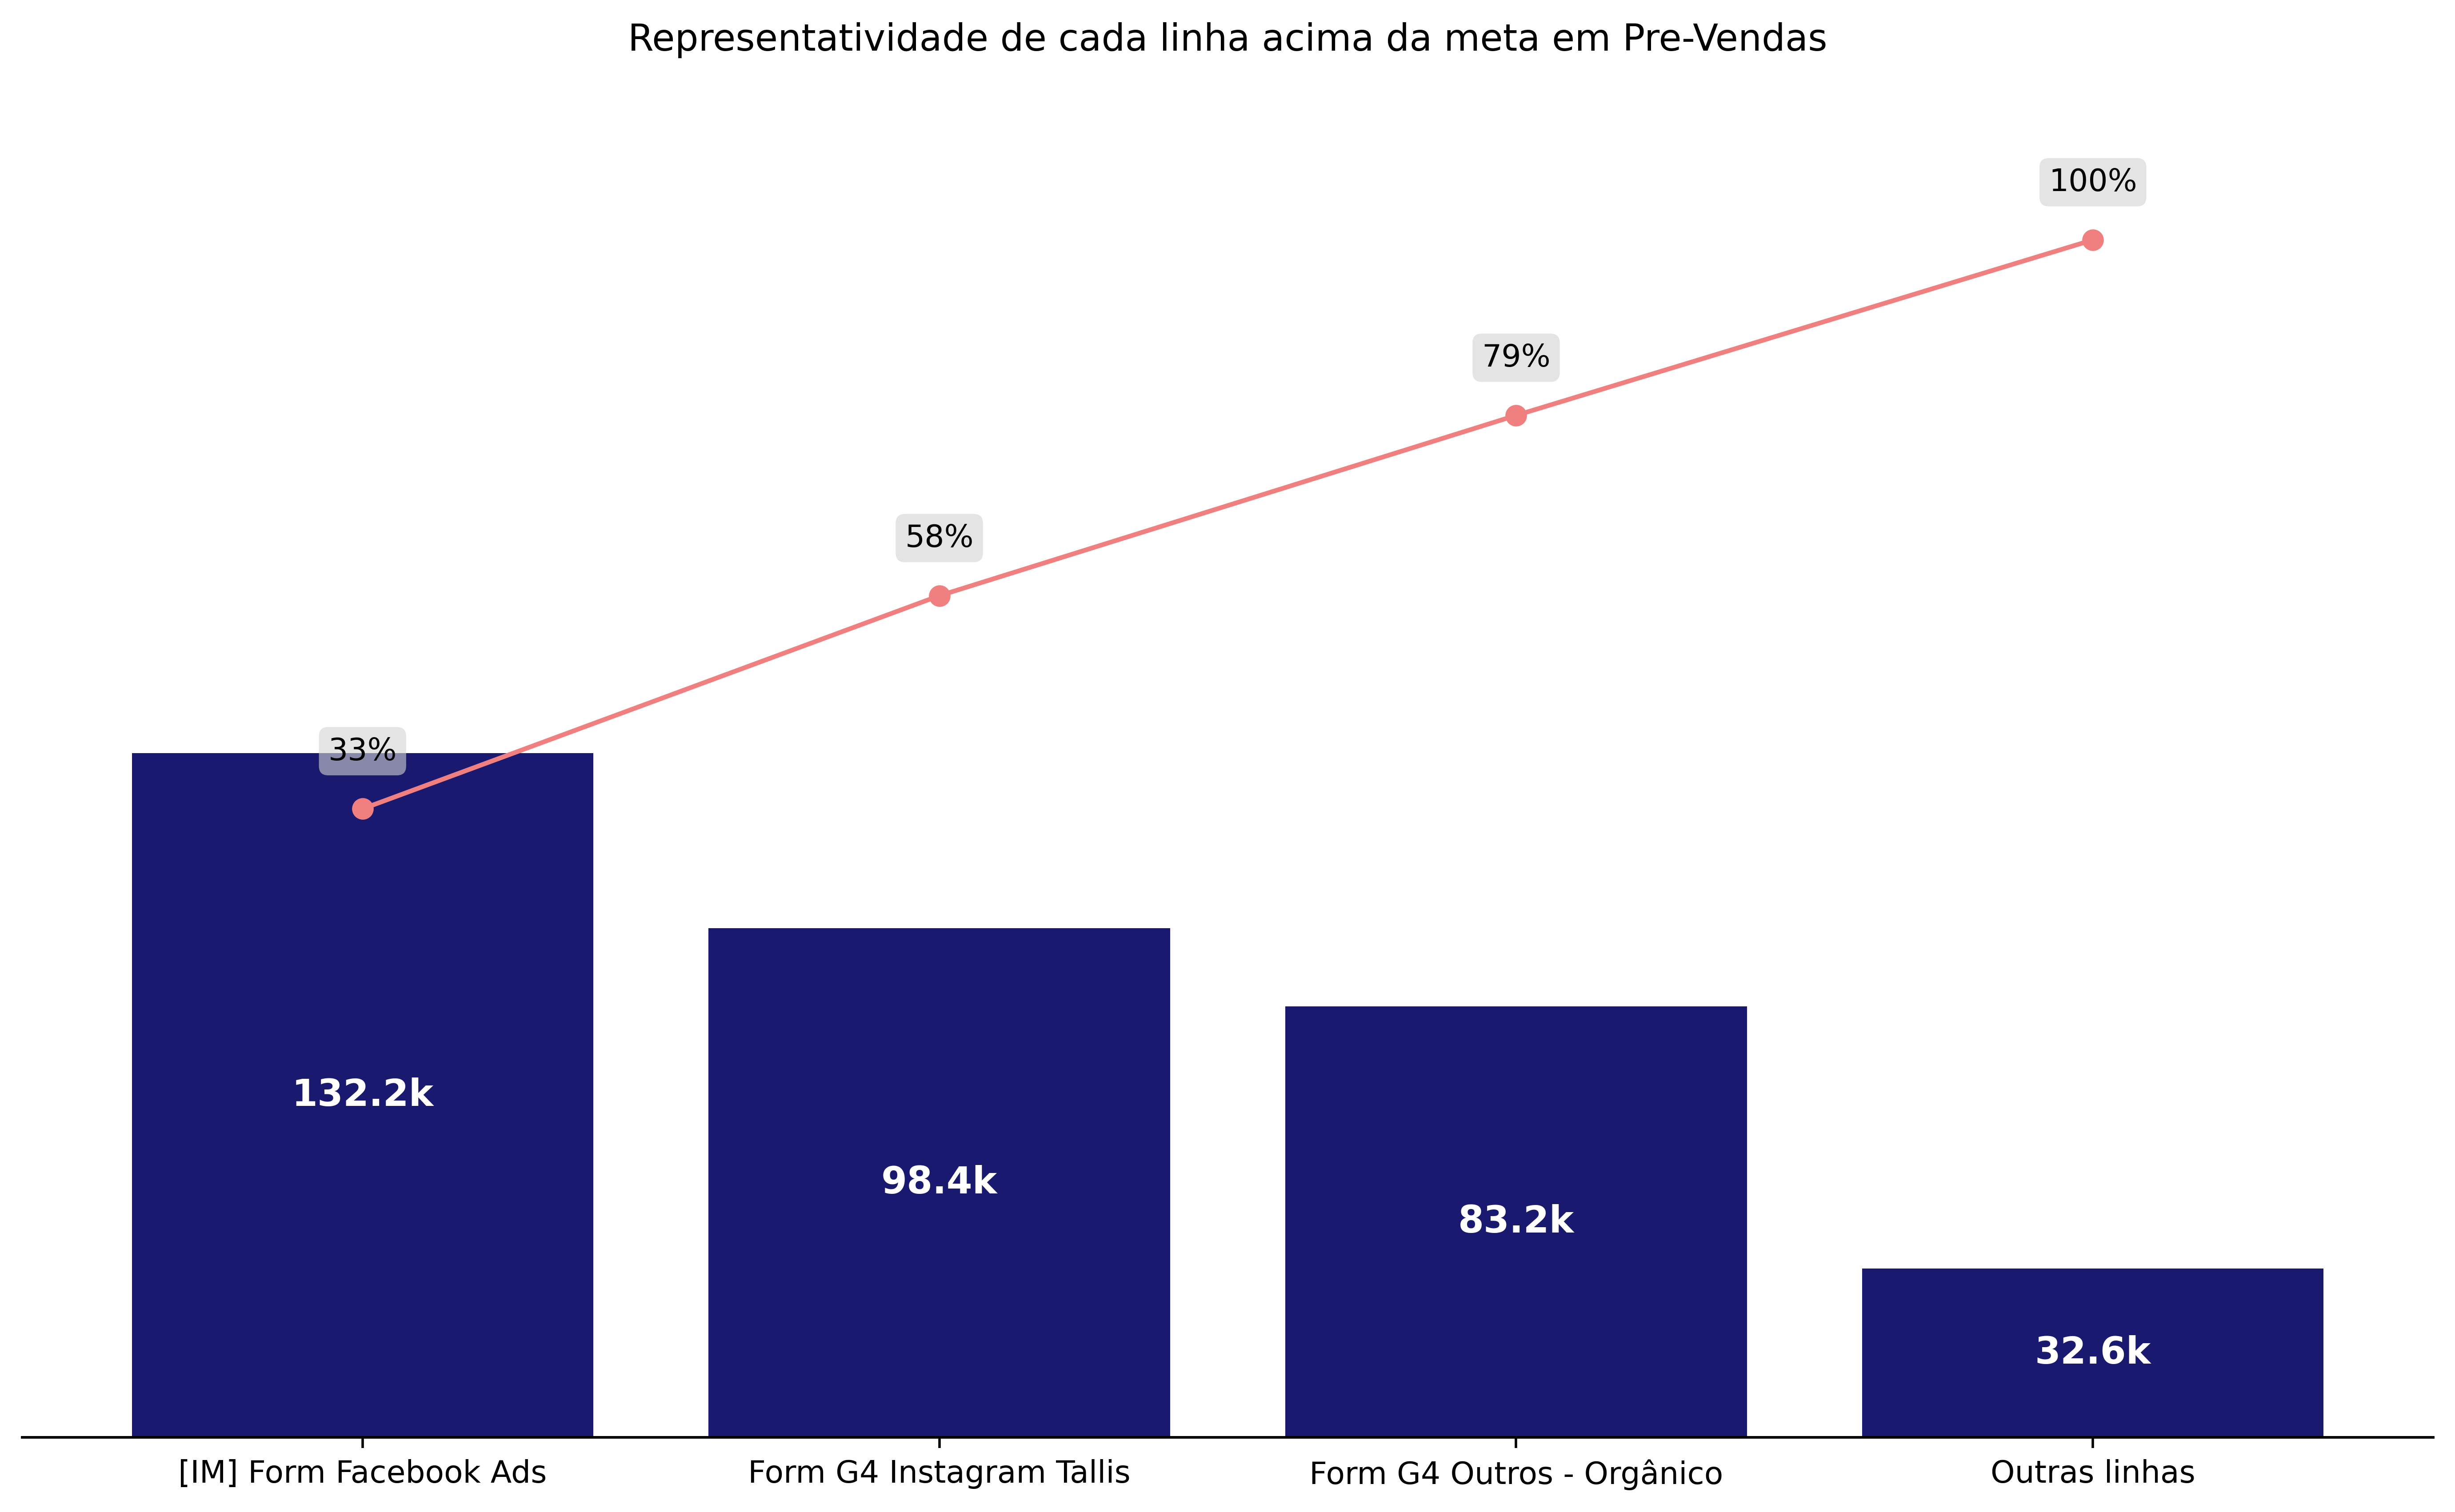 Representatividade de cada linha acima da meta em Pre-Vendas
100%
79%
58%
33%
132.2k
98.4k
83.2k
32.6k
[IM] Form Facebook Ads
Form G4 Instagram Tallis
Form G4 Outros - Orgânico
Outras linhas